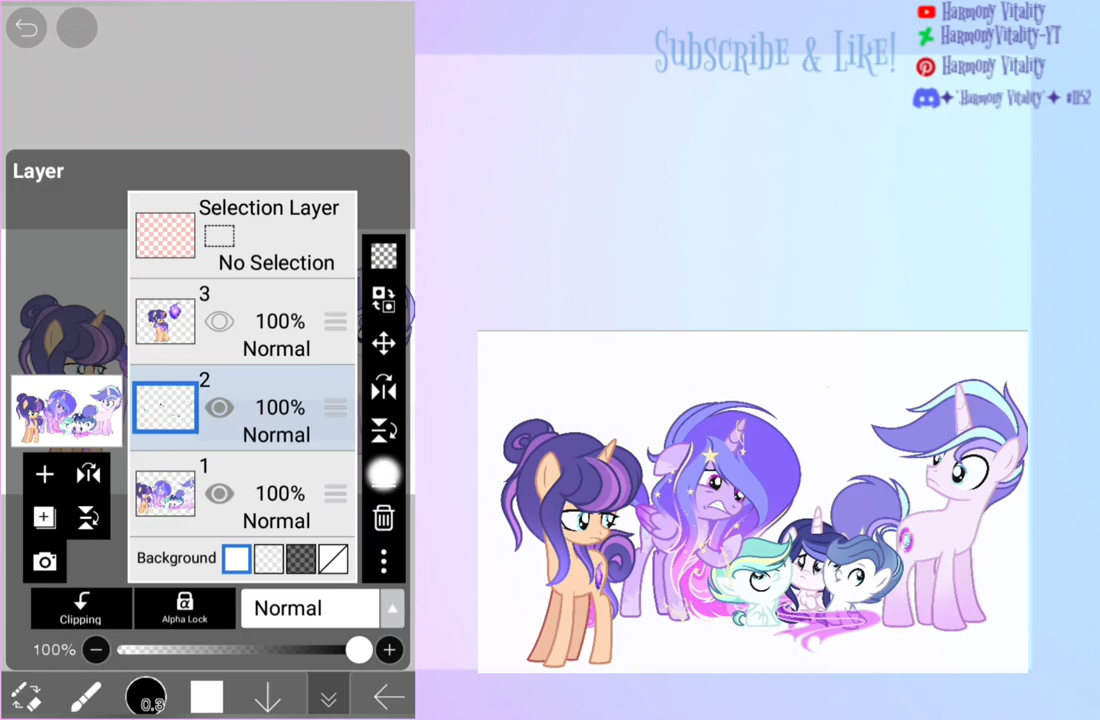 Subscribe & Like!
Harmony Vitality
HarmonyVitality-YT
Harmony Vitality
✦˚.Harmony Vitality˚✦ #1152
Layer
Selection Layer
No Selection
3
100%
Normal
2
100%
Normal
1
100%
Normal
Background
Clipping
α
Alpha Lock
Normal
100%
0.3